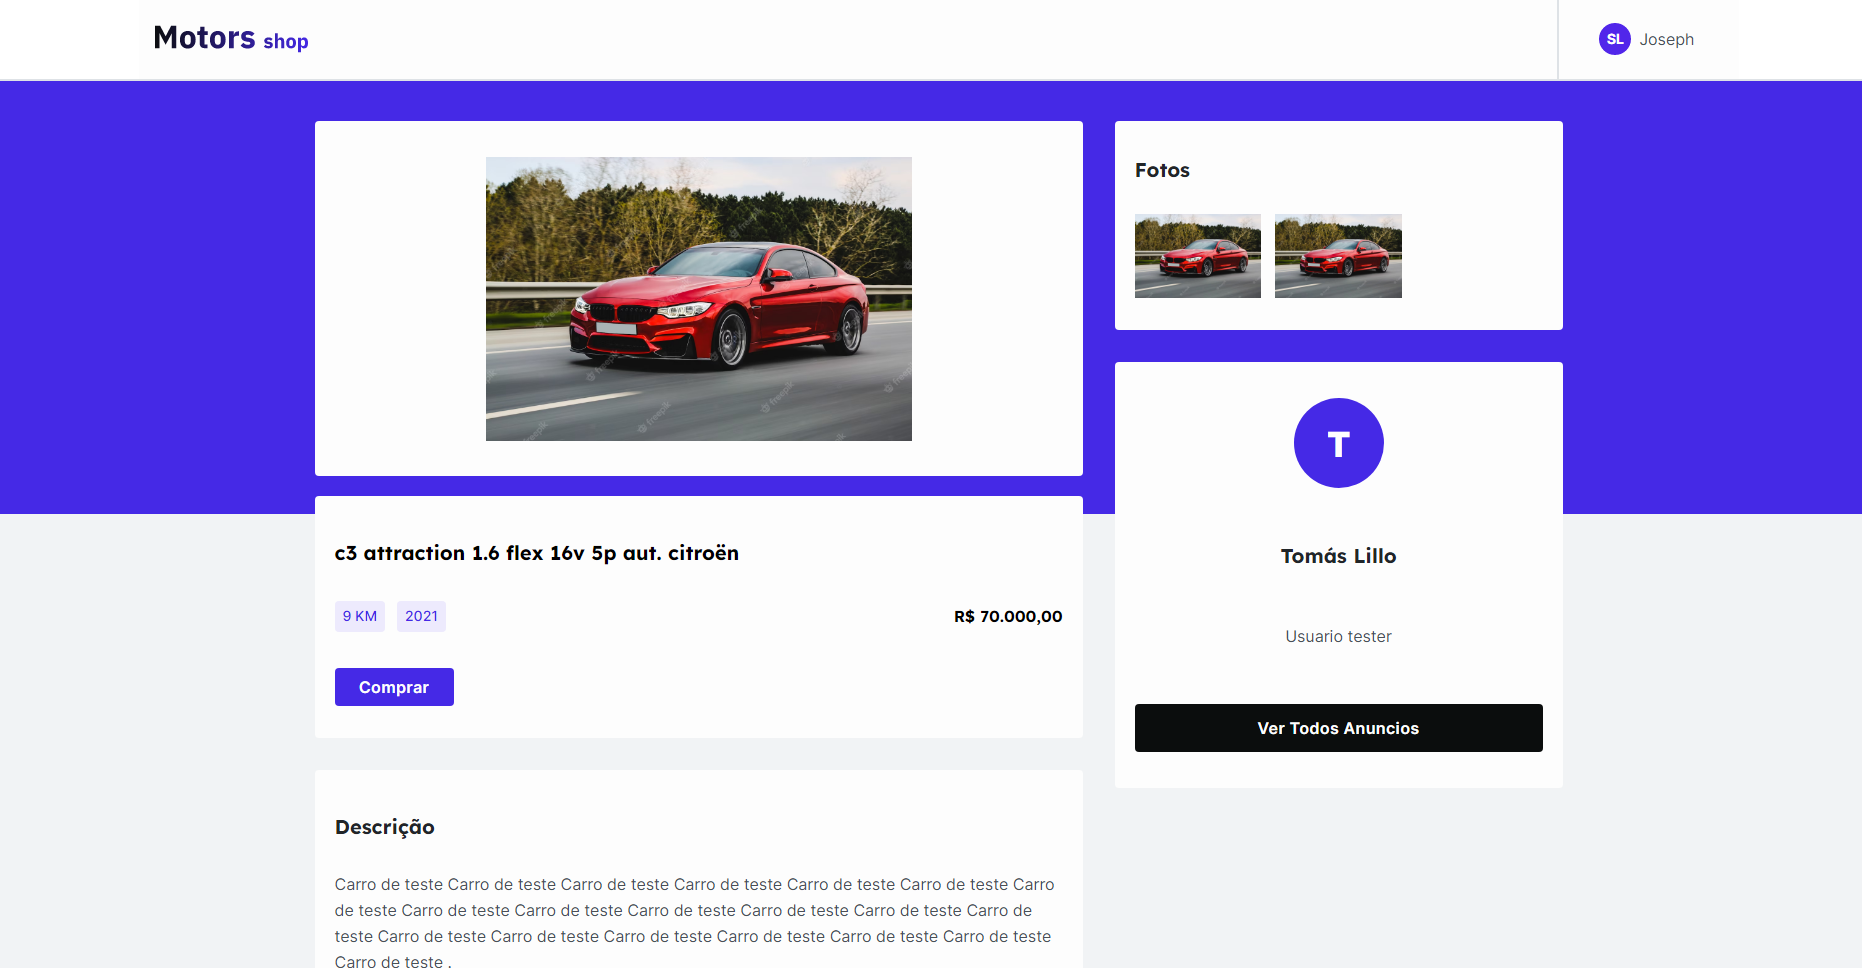 Motors shop
SL Joseph
freepik
freepik
freepik
Fotos
T
Tomás Lillo
Usuario tester
Ver Todos Anuncios
c3 attraction 1.6 flex 16v 5p aut. citroën
9 KM 2021 R$ 70.000,00
Comprar
Descrição
Carro de teste Carro de teste Carro de teste Carro de teste Carro de teste Carro de teste Carro
de teste Carro de teste Carro de teste Carro de teste Carro de teste Carro de teste Carro de
teste Carro de teste Carro de teste Carro de teste Carro de teste Carro de teste Carro de teste
Carro de teste .